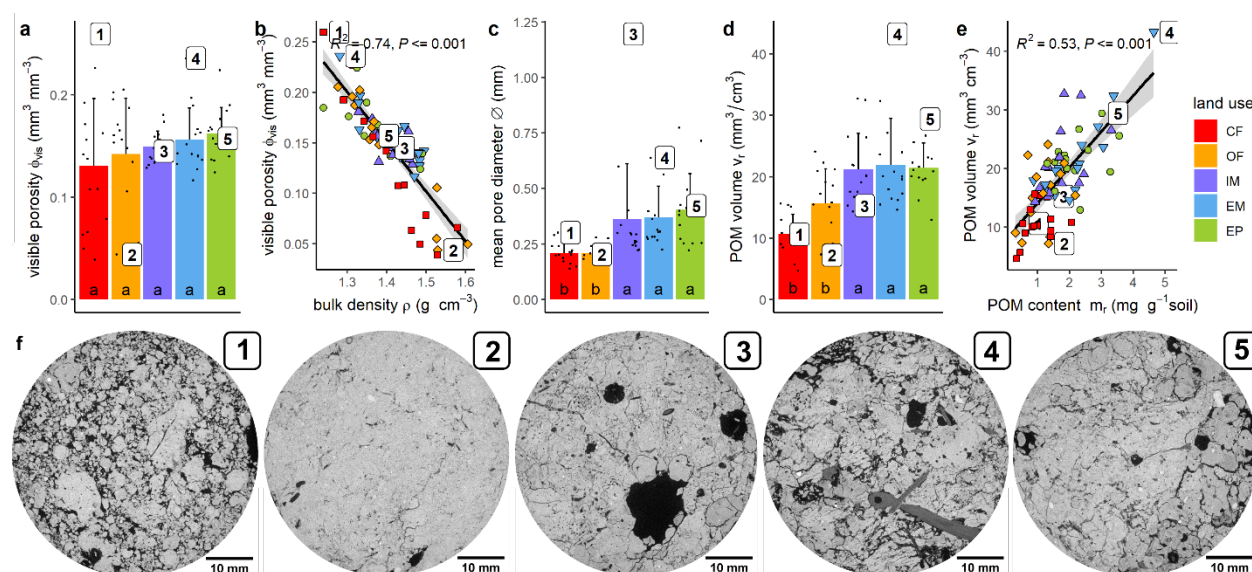 a
visible porosity ϕvis (mm³ mm⁻³)
0.2
0.1
0.0
1
2
3
4
5
a a a a a
b
R² = 0.74, P <= 0.001
visible porosity ϕvis (mm³ mm⁻³)
0.25
0.20
0.15
0.10
0.05
1
4
5
3
2
1.3 1.4 1.5 1.6
bulk density ρ (g cm⁻³)
c
mean pore diameter ∅ (mm)
1.25
1.00
0.75
0.50
0.25
0.00
3
4
5
1
2
b b a a a
d
POM volume vr (mm³/cm³)
40
30
20
10
0
4
5
3
1
2
b b a a a
e
R² = 0.53, P <= 0.001
POM volume vr (mm³ cm⁻³)
40
30
20
10
4
5
3
1
2
1 2 3 4 5
POM content mr (mg g⁻¹soil)
land use
CF
OF
IM
EM
EP
f
1 2 3 4 5
10 mm 10 mm 10 mm 10 mm 10 mm